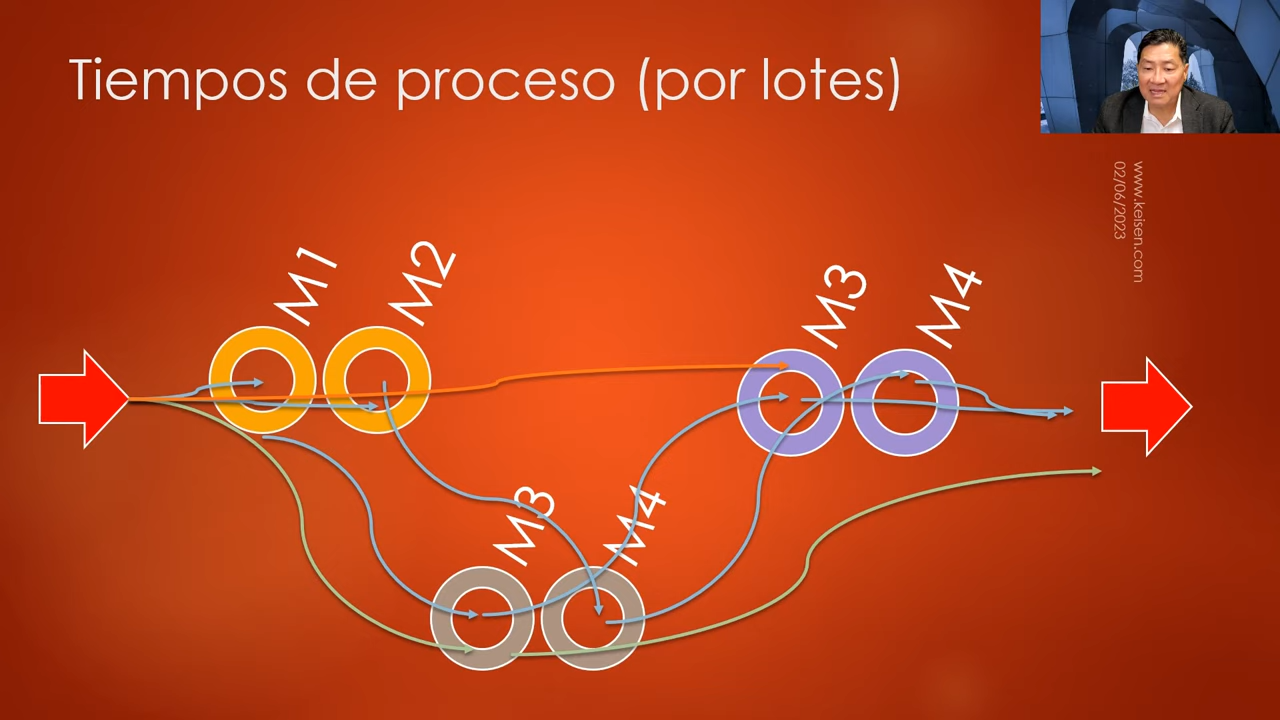 Tiempos de proceso (por lotes)
www.keisen.com
02/06/2023
M1
M2
M3
M4
M3
M4